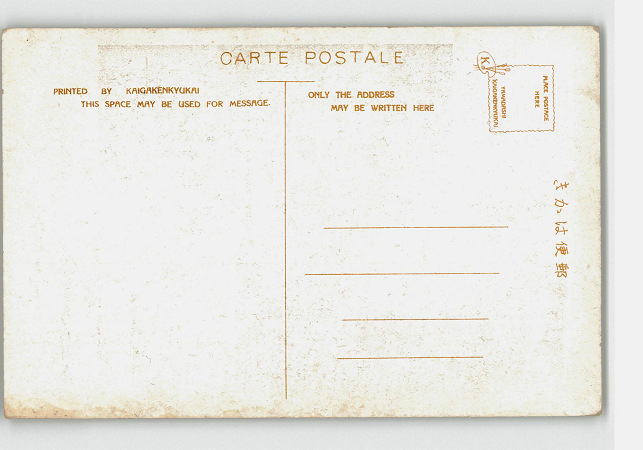 CARTE POSTALE
PRINTED BY KAIGAKENKYUKAI
THIS SPACE MAY BE USED FOR MESSAGE.
ONLY THE ADDRESS
MAY BE WRITTEN HERE
K
PLACE POSTAGE
HERE
KAIGAKENKYUKAI
きかは便郵